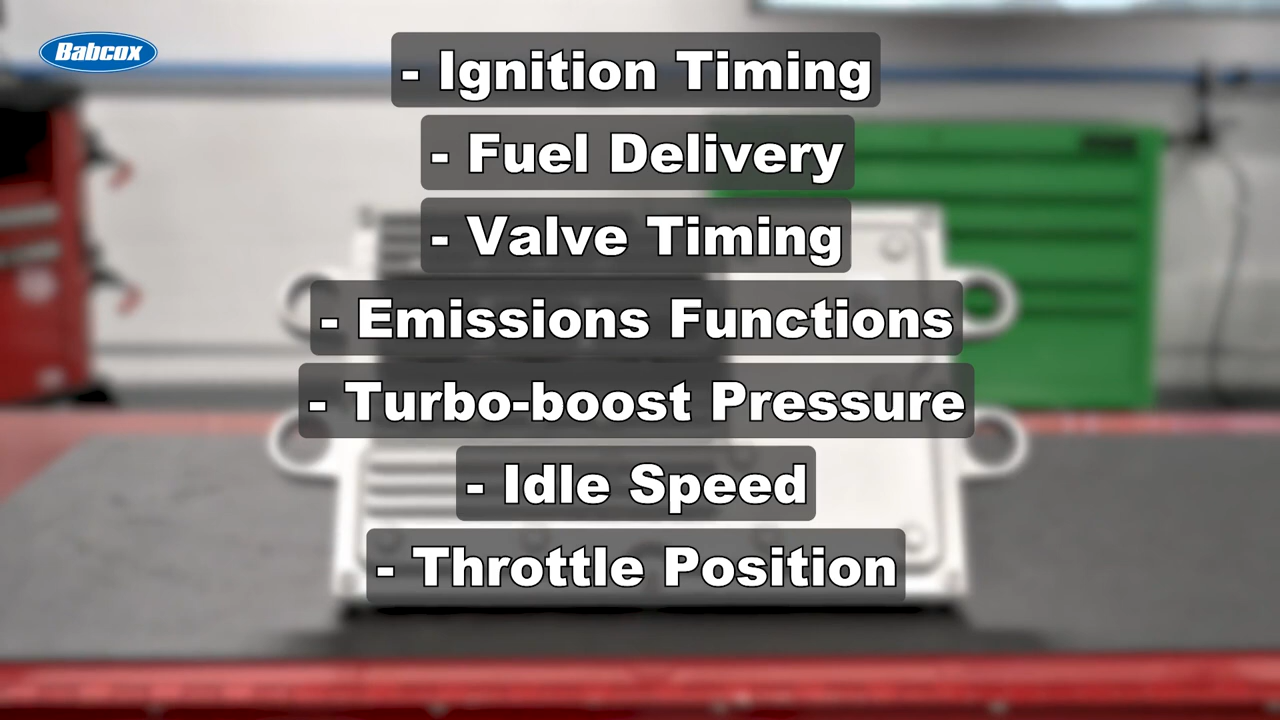 Babcox
- Ignition Timing
- Fuel Delivery
- Valve Timing
- Emissions Functions
- Turbo-boost Pressure
- Idle Speed
- Throttle Position